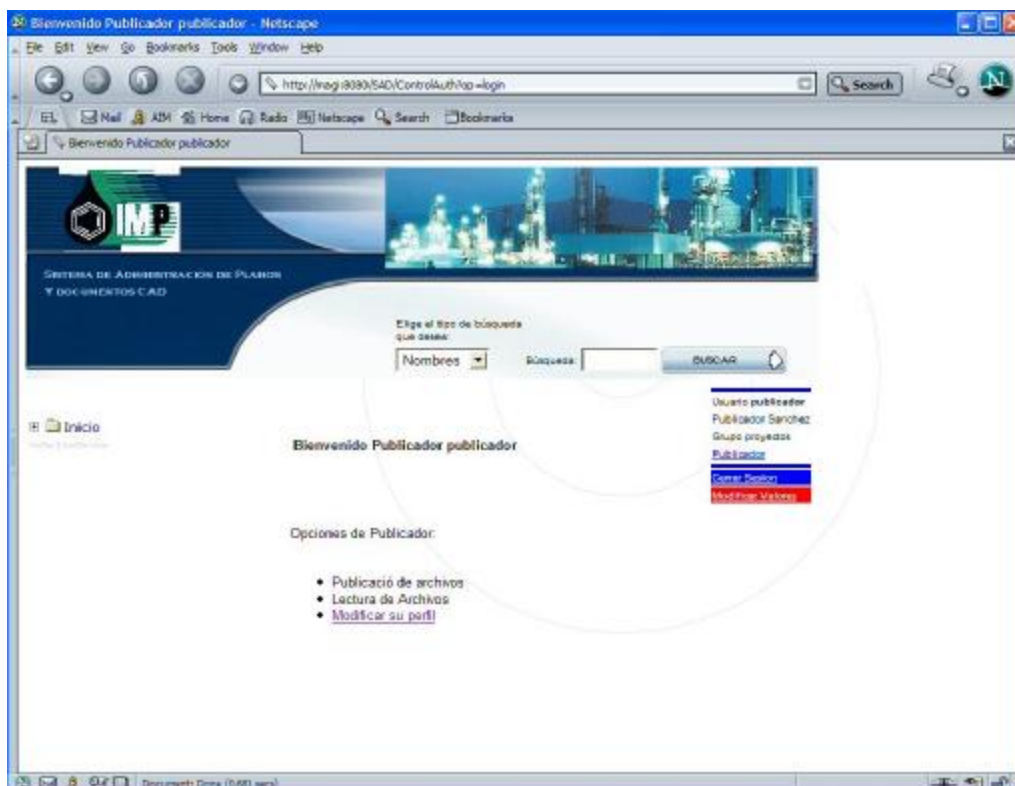 Bienvenido Publicador publicador - Netscape
File Edit View Go Bookmarks Tools Window Help
Search
Mail AIM Home Radio Netscape Search Bookmarks
Bienvenido Publicador publicador
IMP
SISTEMA DE ADMINISTRACION DE PLANOS
Y DOCUMENTOS CAD
Elige el tipo de búsqueda
que desea:
Nombres Búsqueda: BUSCAR
Usuario publicador
Publicador Sanchez
Grupo proyectos
Publicador
Cerrar Sesion
Modificar Valores
Inicio
Bienvenido Publicador publicador
Opciones de Publicador:
Publicació de archivos
Lectura de Archivos
Modificar su perfil